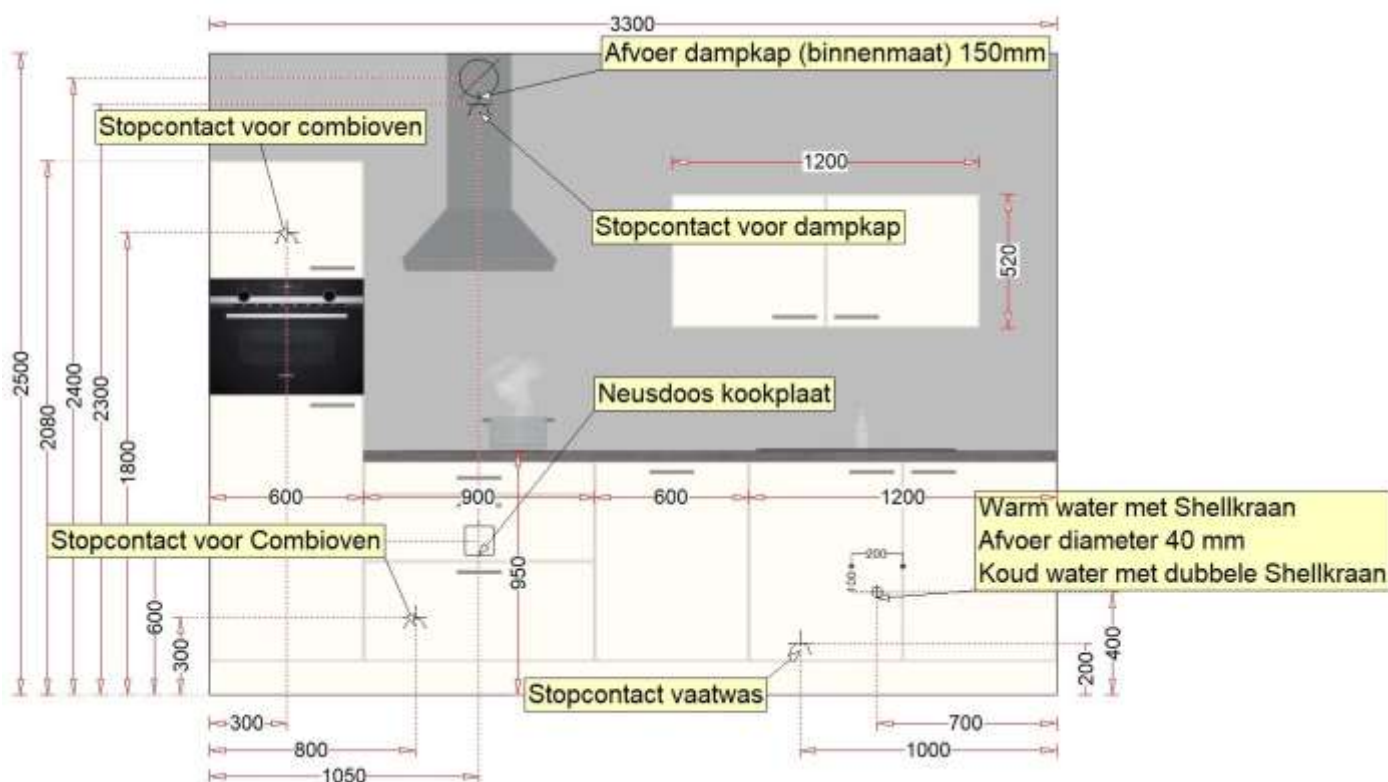 3300
Afvoer dampkap (binnenmaat) 150mm
Stopcontact voor combioven
1200
Stopcontact voor dampkap
520
2500
2400
2300
2080
1800
Neusdoos kookplaat
600
900
600
1200
Warm water met Shellkraan
Afvoer diameter 40 mm
Koud water met dubbele Shellkraan
Stopcontact voor Combioven
200
100
950
600
300
400
200
Stopcontact vaatwas
300
700
800
1000
1050